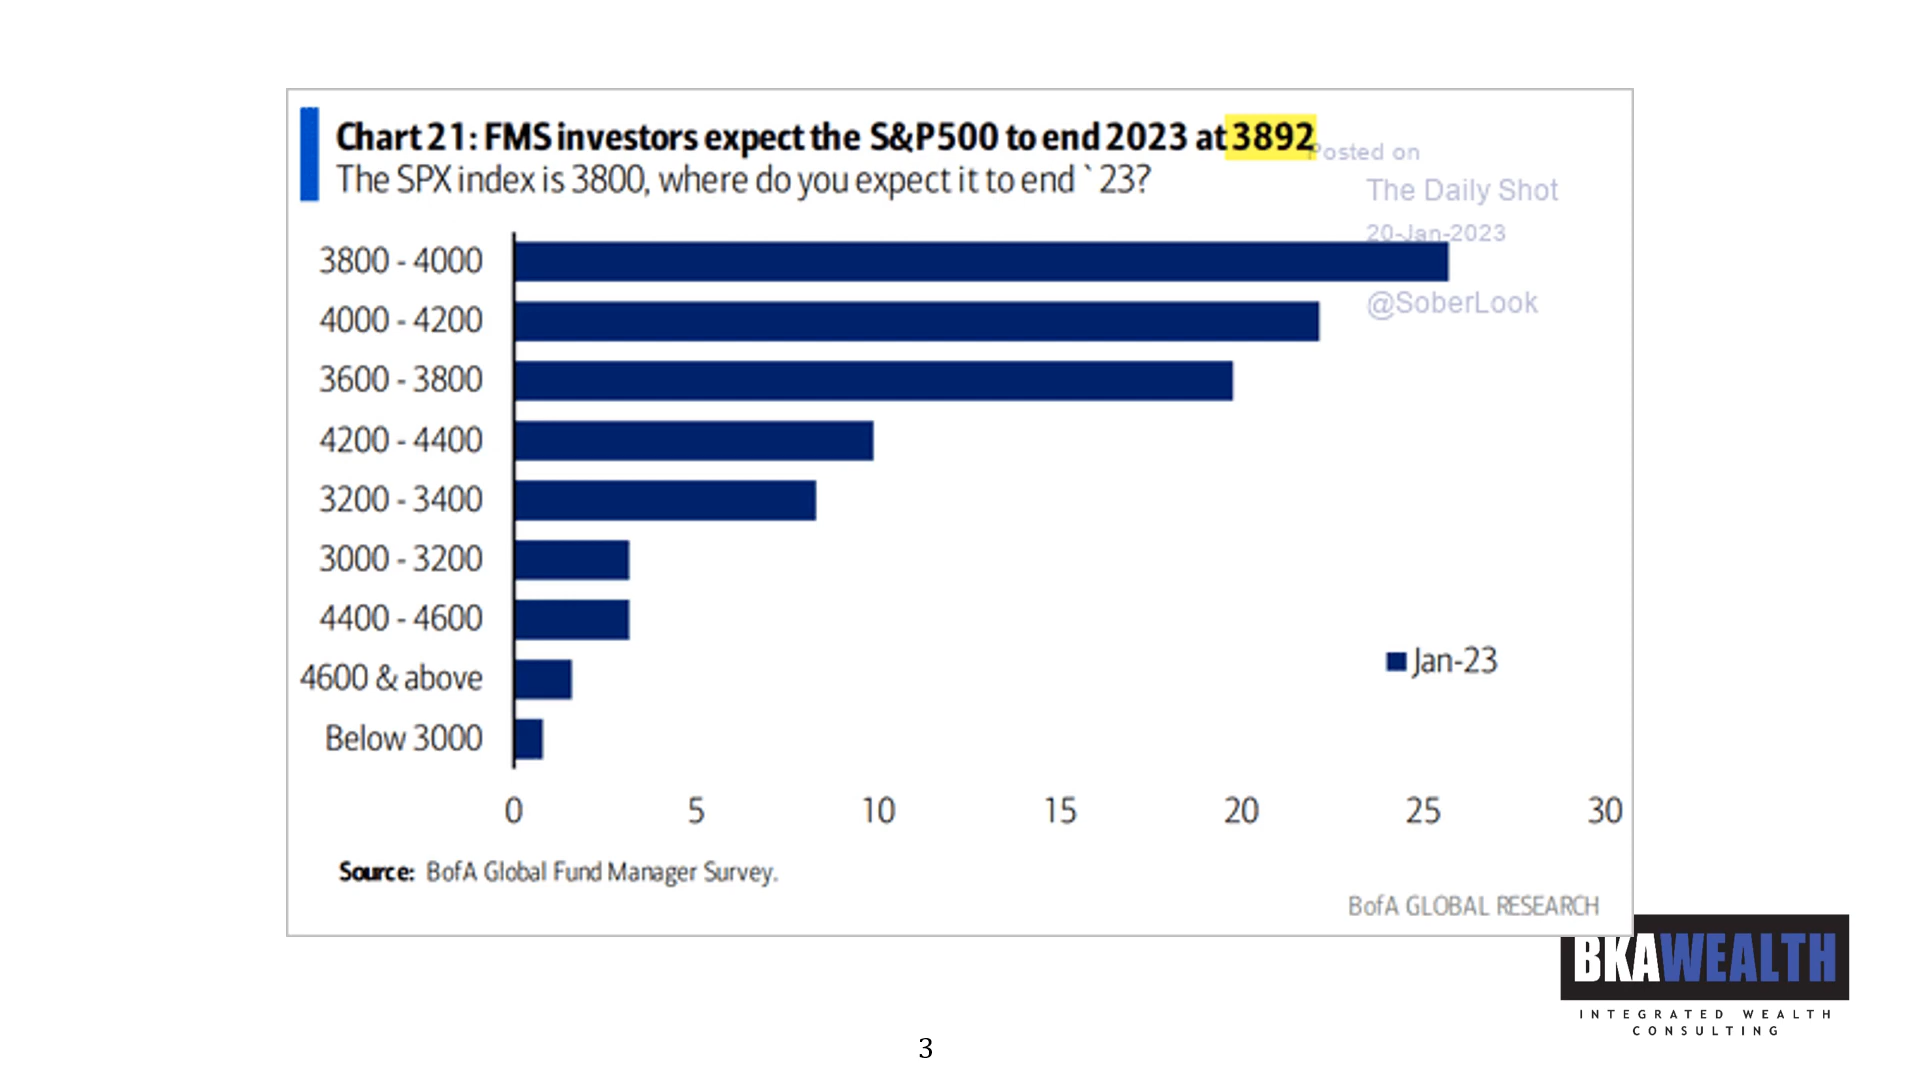 Chart 21: FMS investors expect the S&P500 to end 2023 at 3892
The SPX index is 3800, where do you expect it to end `23?
Posted on
The Daily Shot
20-Jan-2023
@SoberLook
3800 - 4000
4000 - 4200
3600 - 3800
4200 - 4400
3200 - 3400
3000 - 3200
4400 - 4600
4600 & above
Below 3000
Jan-23
0 5 10 15 20 25 30
Source: BofA Global Fund Manager Survey.
BofA GLOBAL RESEARCH
BKAWEALTH
INTEGRATED WEALTH
CONSULTING
3